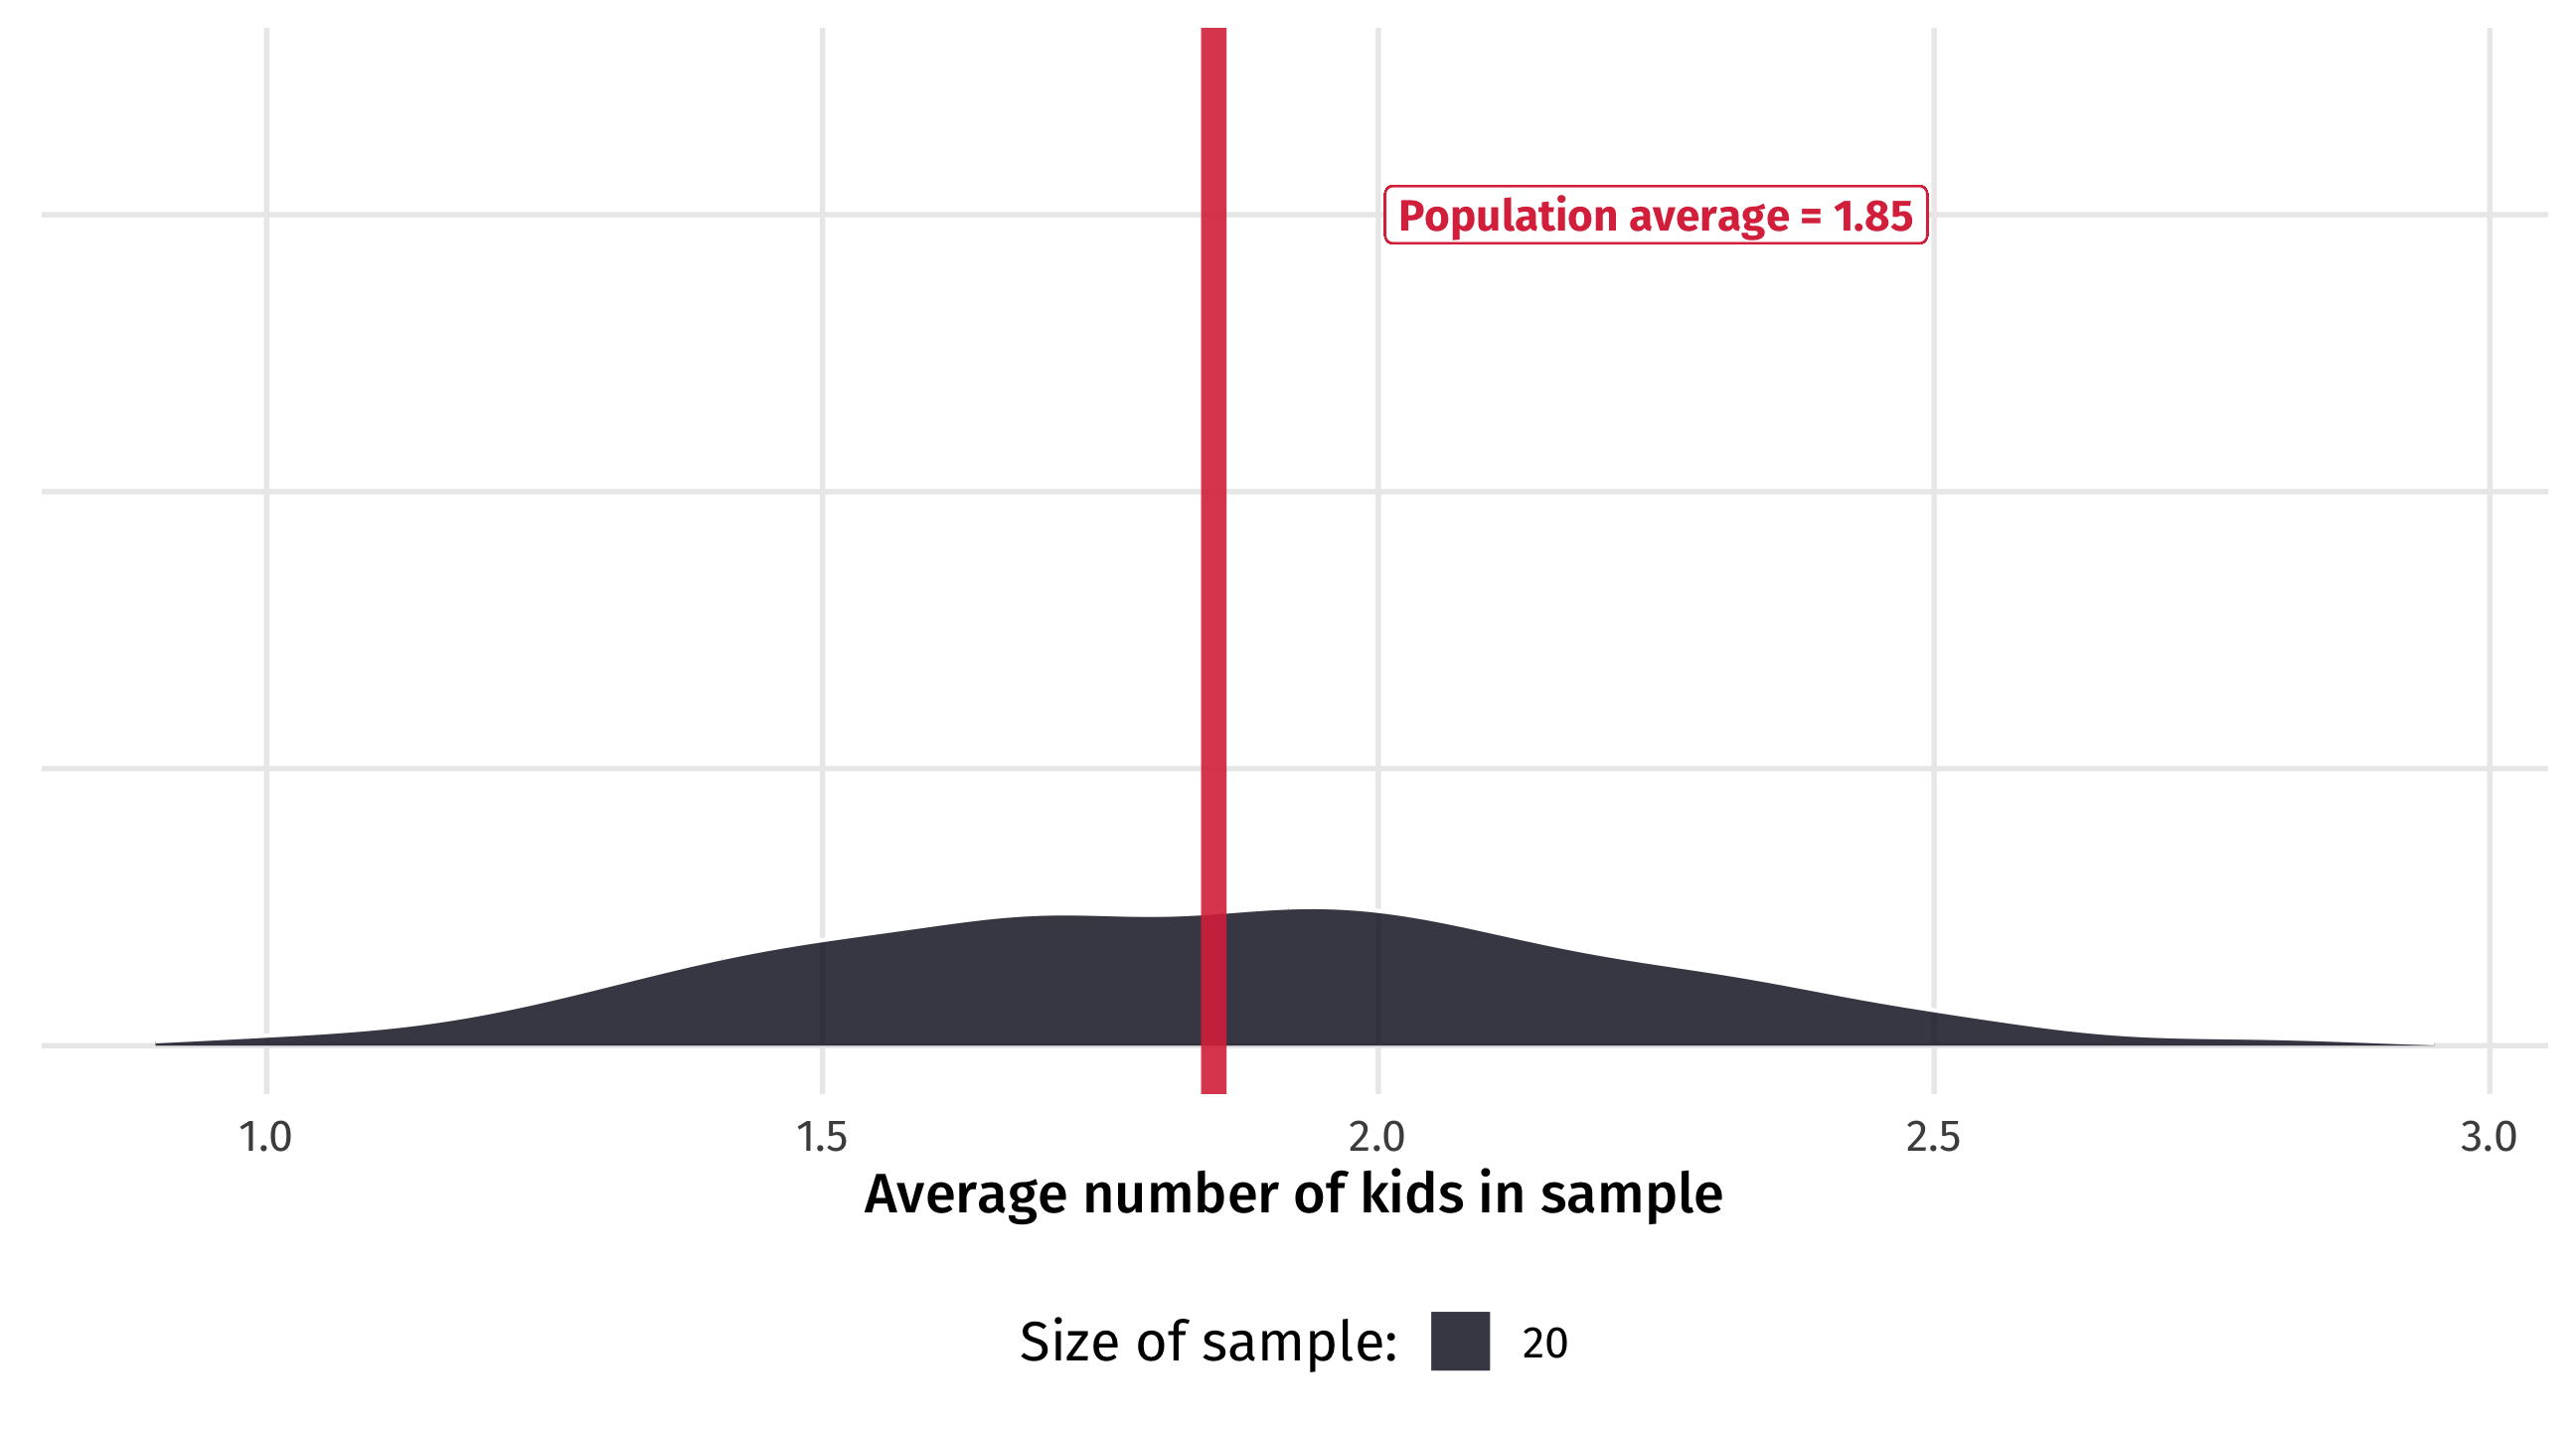 Population average = 1.85
1.0 1.5 2.0 2.5 3.0
Average number of kids in sample
Size of sample: 20